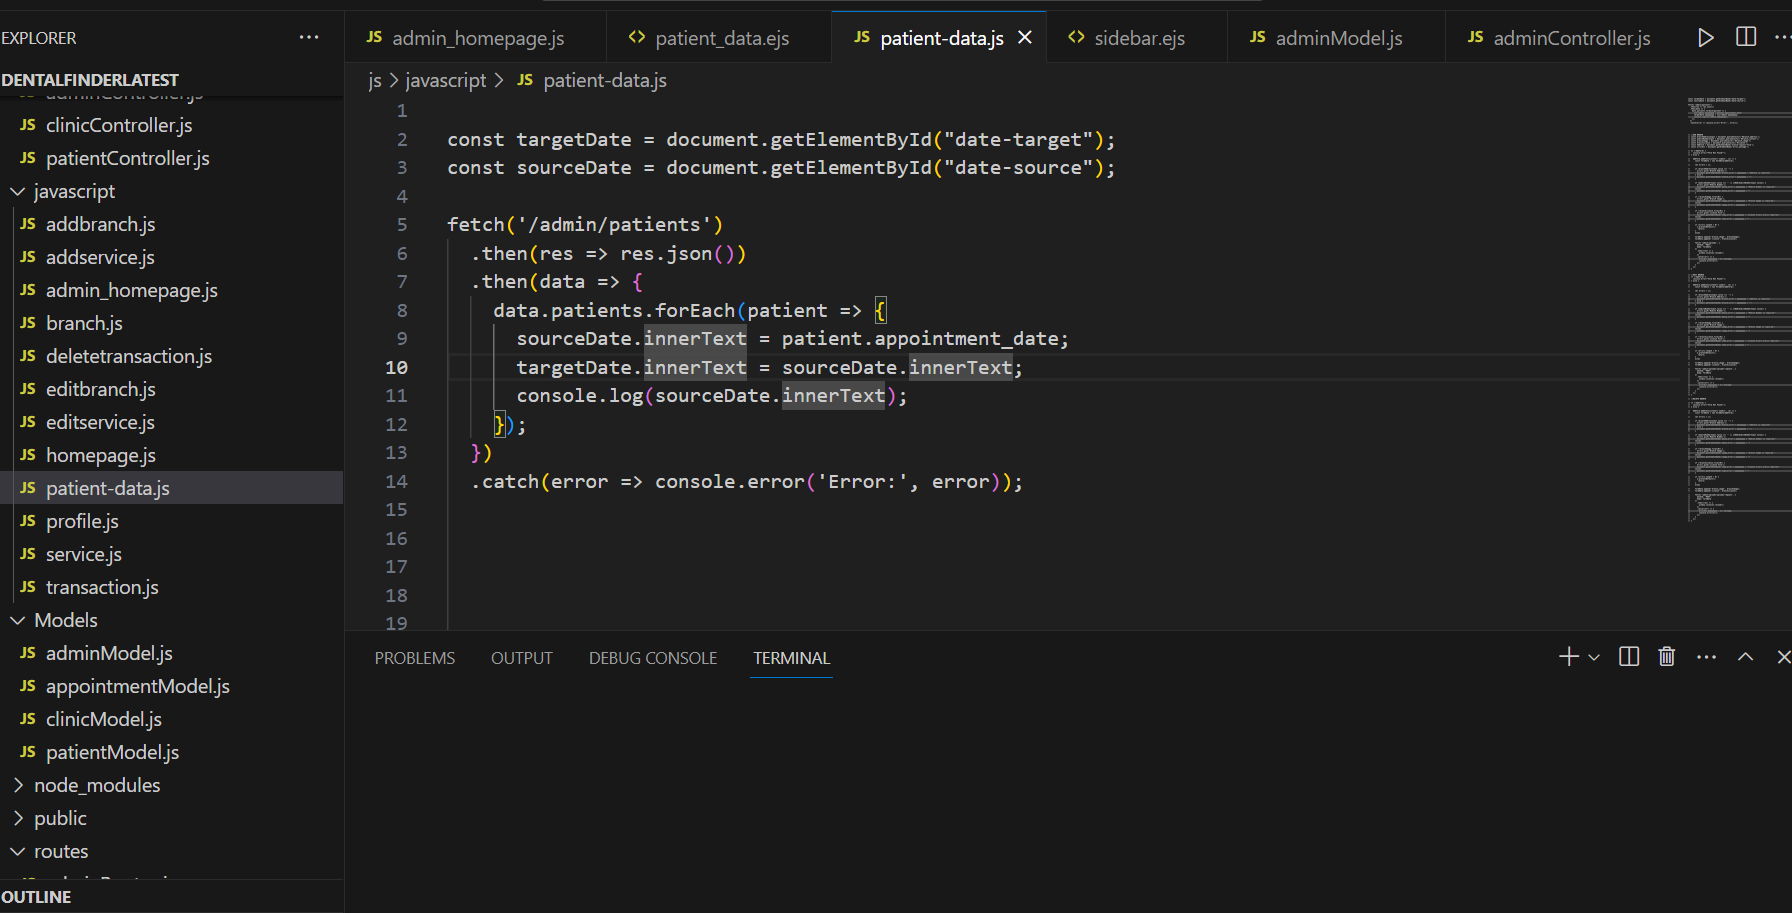 EXPLORER
DENTALFINDERLATEST
adminController.js
JS clinicController.js
JS patientController.js
javascript
JS addbranch.js
JS addservice.js
JS admin_homepage.js
JS branch.js
JS deletetransaction.js
JS editbranch.js
JS editservice.js
JS homepage.js
JS patient-data.js
JS profile.js
JS service.js
JS transaction.js
Models
JS adminModel.js
JS appointmentModel.js
JS clinicModel.js
JS patientModel.js
node_modules
public
routes
OUTLINE
JS admin_homepage.js <> patient_data.ejs JS patient-data.js <> sidebar.ejs JS adminModel.js JS adminController.js
js > javascript > JS patient-data.js
1
2 const targetDate = document.getElementById("date-target");
3 const sourceDate = document.getElementById("date-source");
4
5 fetch('/admin/patients')
6 .then(res => res.json())
7 .then(data => {
8 data.patients.forEach(patient => {
9 sourceDate.innerText = patient.appointment_date;
10 targetDate.innerText = sourceDate.innerText;
11 console.log(sourceDate.innerText);
12 });
13 })
14 .catch(error => console.error('Error:', error));
15
16
17
18
19
PROBLEMS OUTPUT DEBUG CONSOLE TERMINAL